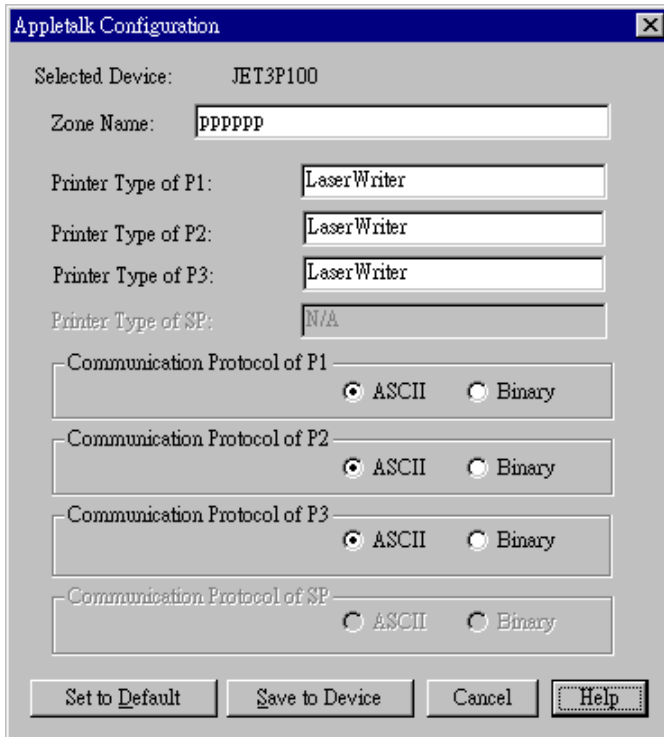 Appletalk Configuration
Selected Device: JET3P100
Zone Name: pppppp
Printer Type of P1: LaserWriter
Printer Type of P2: LaserWriter
Printer Type of P3: LaserWriter
Printer Type of SP: N/A
Communication Protocol of P1
ASCII Binary
Communication Protocol of P2
ASCII Binary
Communication Protocol of P3
ASCII Binary
Communication Protocol of SP
ASCII Binary
Set to Default Save to Device Cancel Help